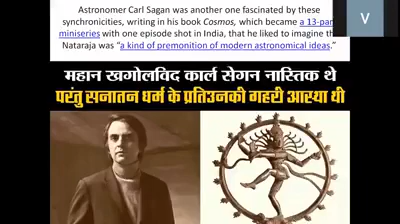 Astronomer Carl Sagan was another one fascinated by these
synchronicities, writing in his book Cosmos, which became a 13-par
miniseries with one episode shot in India, that he liked to imagine th
Nataraja was “a kind of premonition of modern astronomical ideas.”
V
महान खगोलविद कार्ल सेगन नास्तिक थे
परंतु सनातन धर्म के प्रतिउनकी गहरी आस्था थी